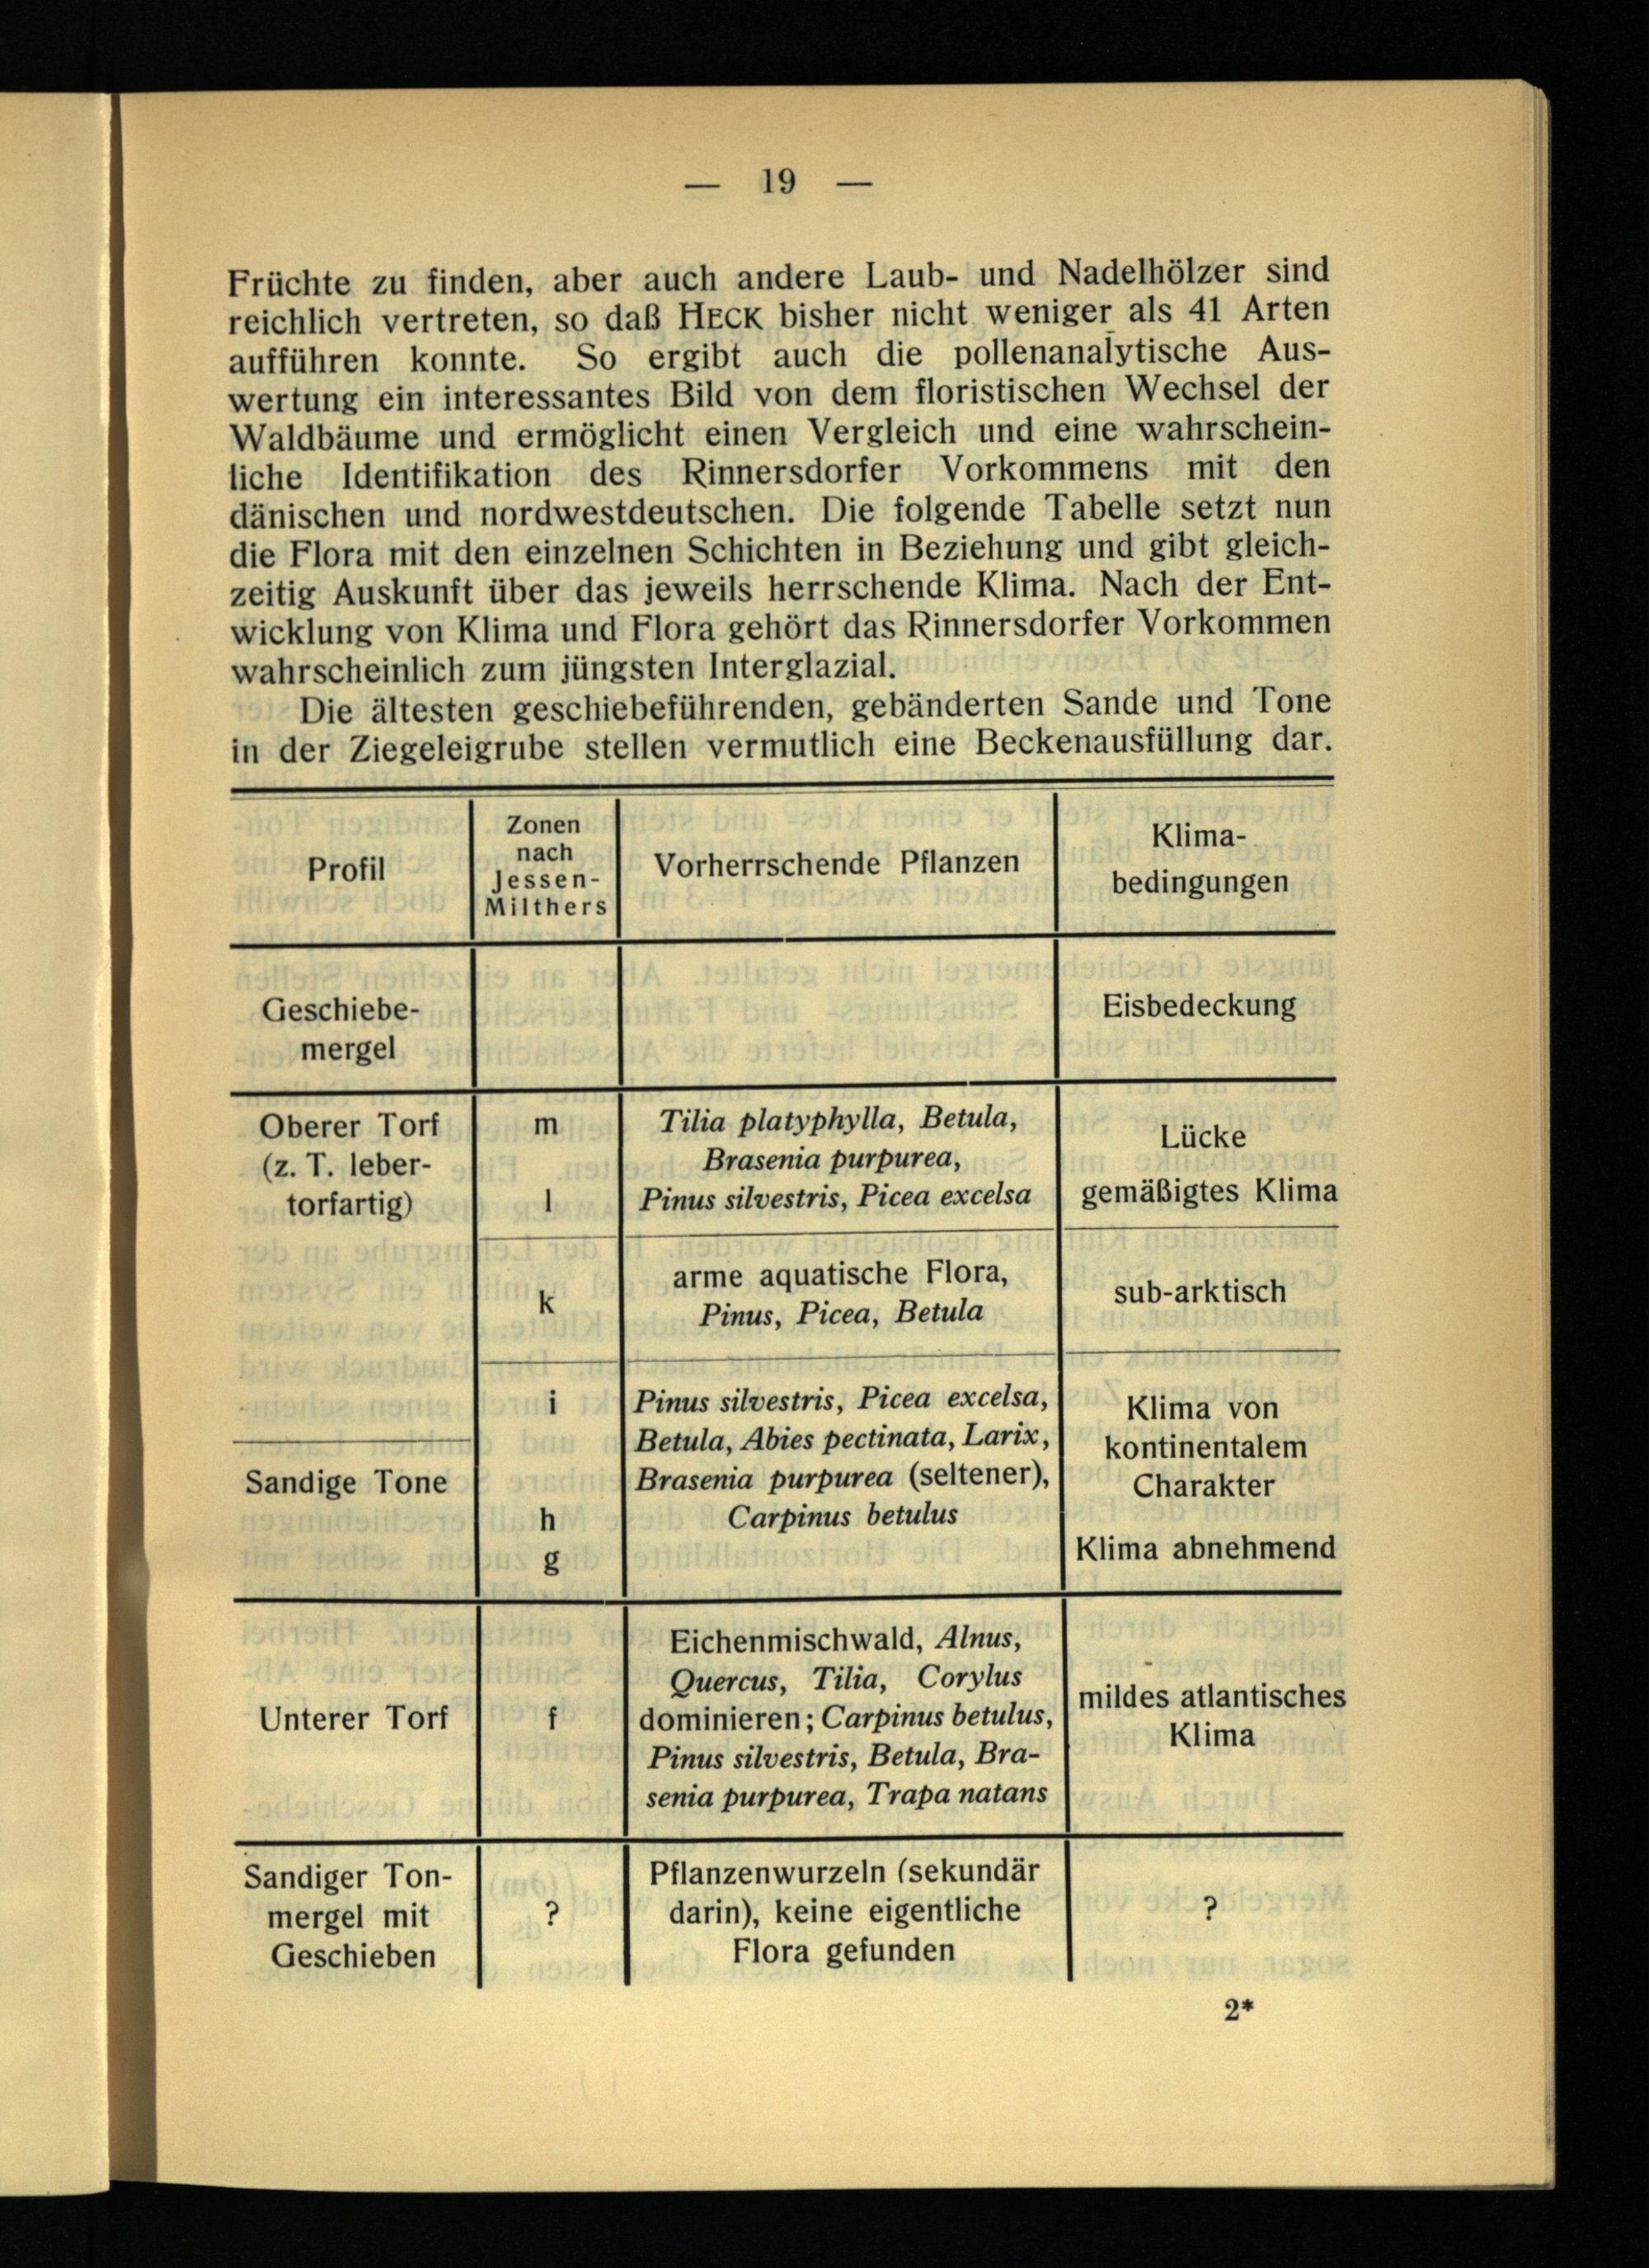 — 19 —
Früchte zu finden, aber auch andere Laub- und Nadelhölzer sind
reichlich vertreten, so daß HECK bisher nicht weniger als 41 Arten
aufführen konnte. So ergibt auch die pollenanalytische Aus-
wertung ein interessantes Bild von dem floristischen Wechsel der
Waldbäume und ermöglicht einen Vergleich und eine wahrschein-
liche Identifikation des Rinnersdorfer Vorkommens mit den
dänischen und nordwestdeutschen. Die folgende Tabelle setzt nun
die Flora mit den einzelnen Schichten in Beziehung und gibt gleich-
zeitig Auskunft über das jeweils herrschende Klima. Nach der Ent-
wicklung von Klima und Flora gehört das Rinnersdorfer Vorkommen
wahrscheinlich zum jüngsten Interglazial.
Die ältesten geschiebeführenden, gebänderten Sande und Tone
in der Ziegeleigrube stellen vermutlich eine Beckenausfüllung dar.
Profil
Zonen
nach
Jessen-
Milthers
Vorherrschende Pflanzen
Klima-
bedingungen
Geschiebe-
mergel
Eisbedeckung
Oberer Torf
(z. T. leber-
torfartig)
m
l
Tilia platyphylla, Betula,
Brasenia purpurea,
Pinus silvestris, Picea excelsa
Lücke
gemäßigtes Klima
k
arme aquatische Flora,
Pinus, Picea, Betula
sub-arktisch
i
Sandige Tone
h
g
Pinus silvestris, Picea excelsa,
Betula, Abies pectinata, Larix,
Brasenia purpurea (seltener),
Carpinus betulus
Klima von
kontinentalem
Charakter
Klima abnehmend
Unterer Torf
f
Eichenmischwald, Alnus,
Quercus, Tilia, Corylus
dominieren; Carpinus betulus,
Pinus silvestris, Betula, Bra-
senia purpurea, Trapa natans
mildes atlantisches
Klima
Sandiger Ton-
mergel mit
Geschieben
?
Pflanzenwurzeln (sekundär
darin), keine eigentliche
Flora gefunden
?
2*